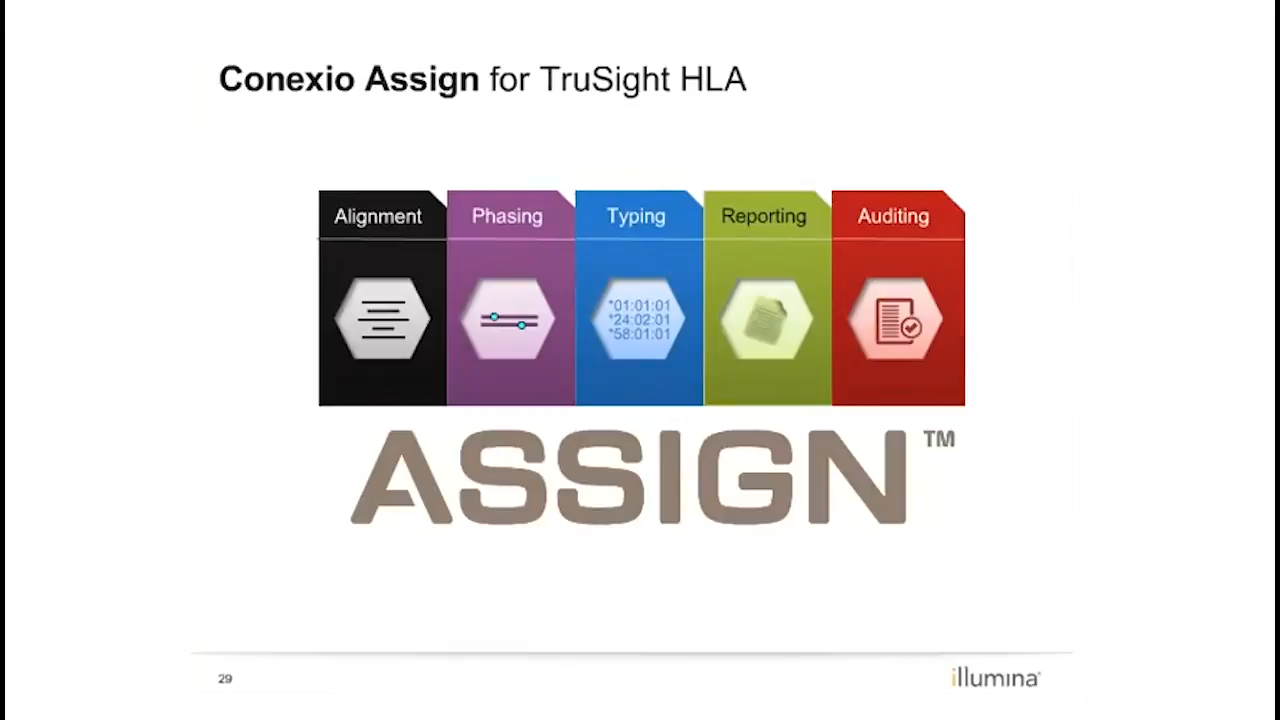 Conexio Assign for TruSight HLA
Alignment Phasing Typing Reporting Auditing
*01:01:01
*24:02:01
*58:01:01
ASSIGN™
29
illumina®